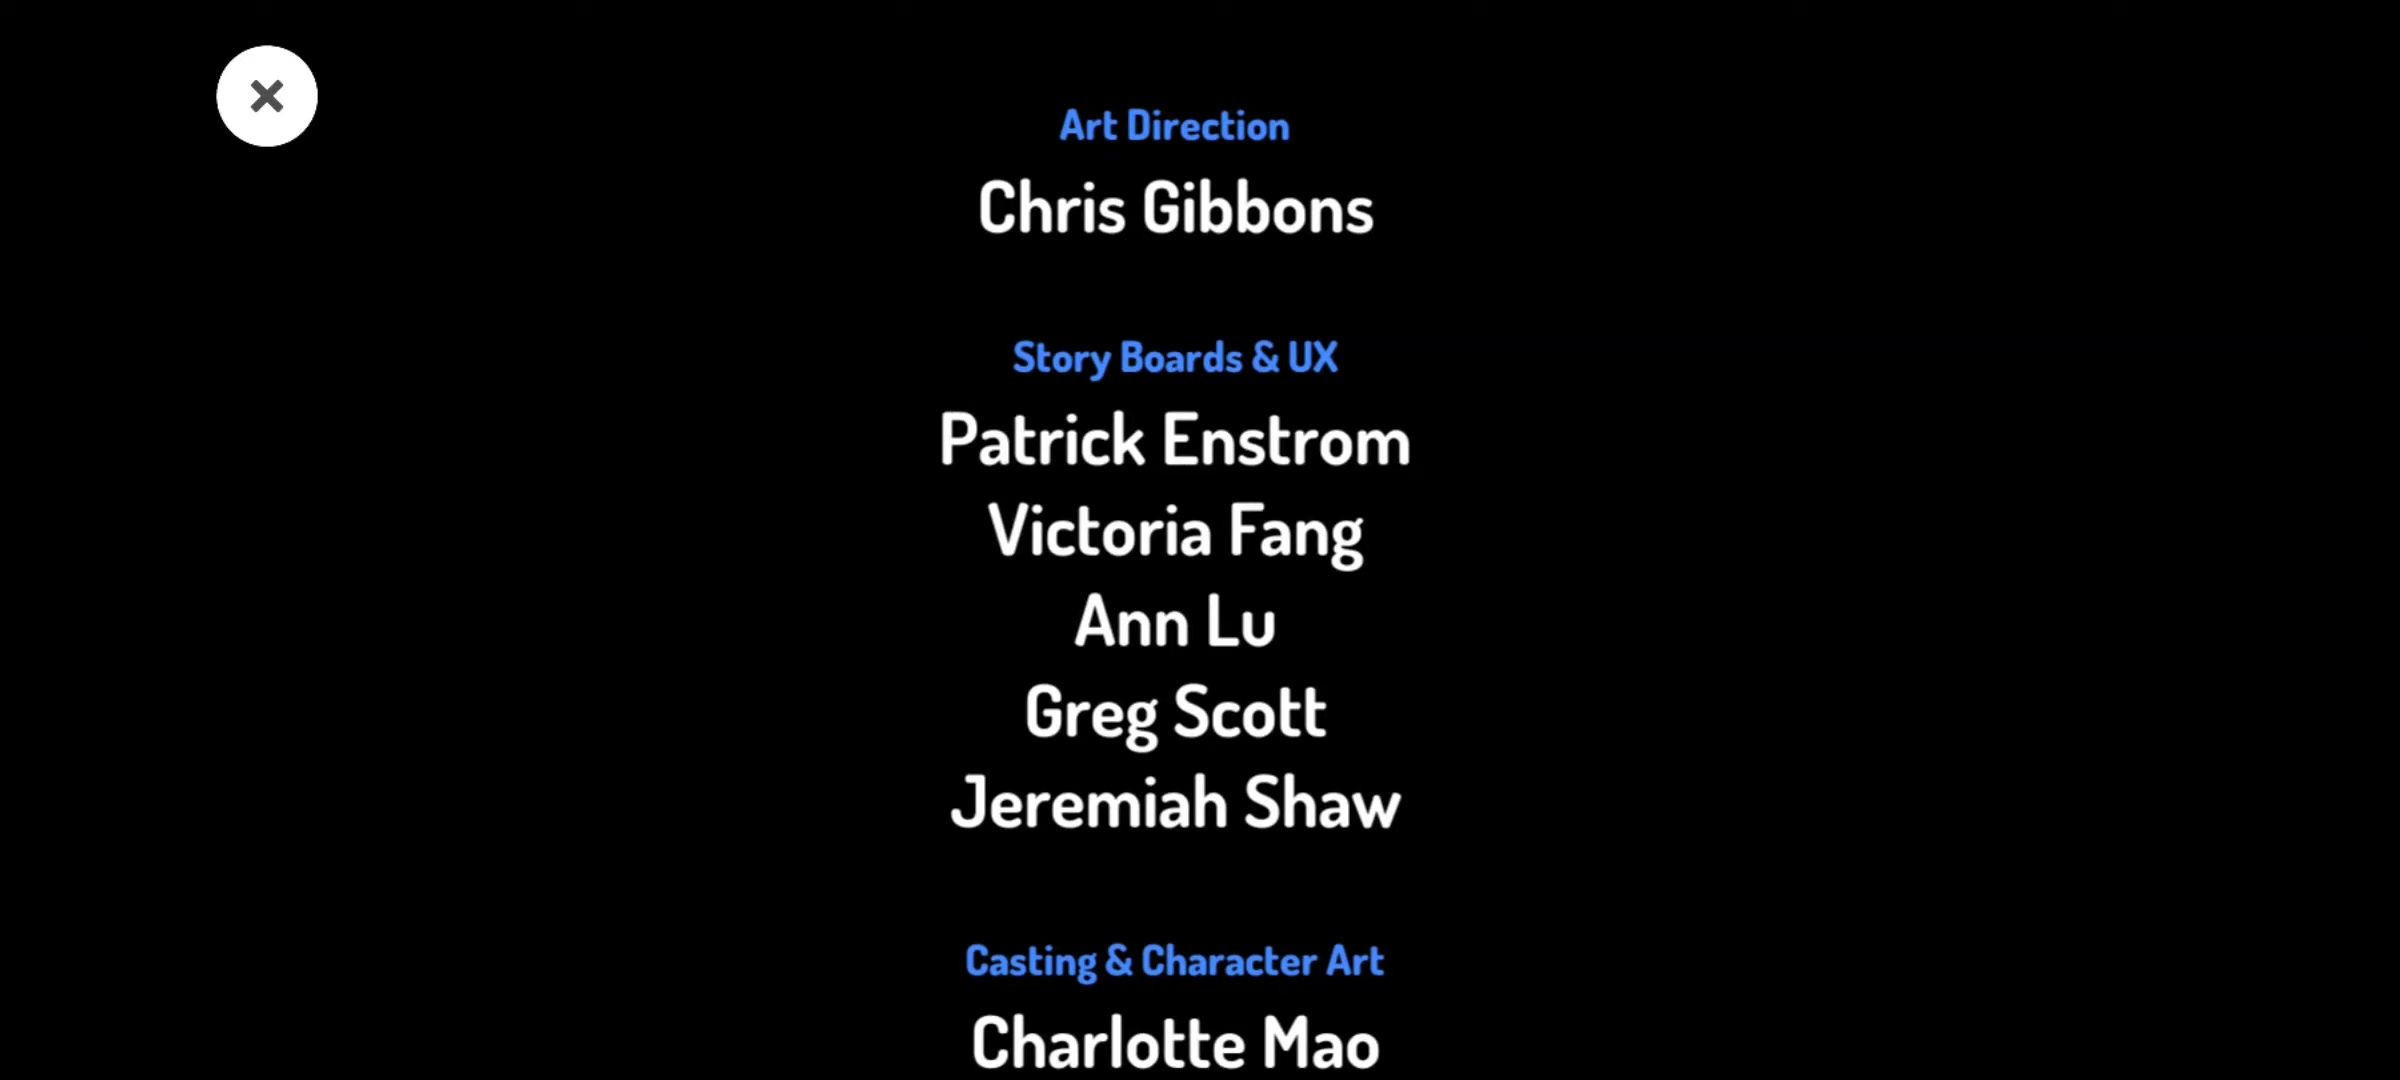 Art Direction
Chris Gibbons
Story Boards & UX
Patrick Enstrom
Victoria Fang
Ann Lu
Greg Scott
Jeremiah Shaw
Casting & Character Art
Charlotte Mao